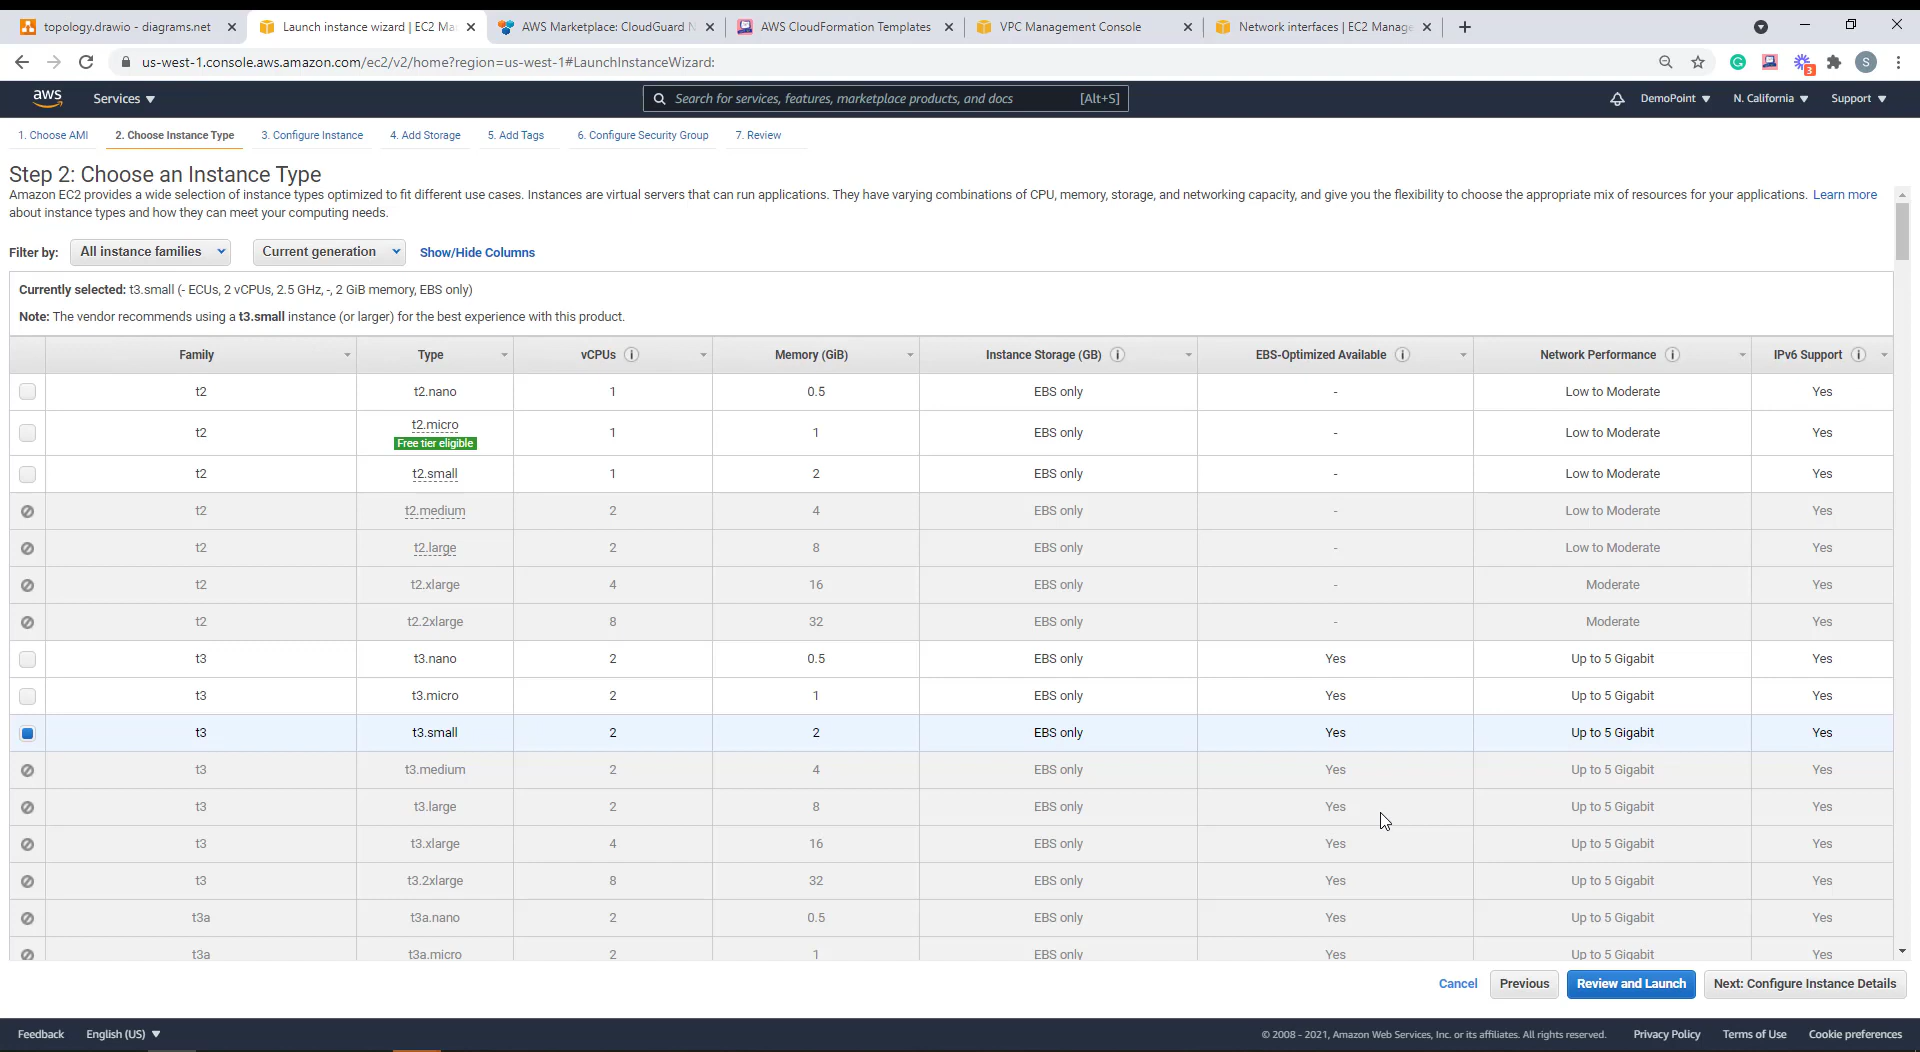 topology.drawio - diagrams.net
Launch instance wizard | EC2 Ma
AWS Marketplace: CloudGuard N
AWS CloudFormation Templates
VPC Management Console
Network interfaces | EC2 Manage
us-west-1.console.aws.amazon.com/ec2/v2/home?region=us-west-1#LaunchInstanceWizard:
3
S
aws
Services
Search for services, features, marketplace products, and docs
[Alt+S]
DemoPoint
N. California
Support
1. Choose AMI
2. Choose Instance Type
3. Configure Instance
4. Add Storage
5. Add Tags
6. Configure Security Group
7. Review
Step 2: Choose an Instance Type
Amazon EC2 provides a wide selection of instance types optimized to fit different use cases. Instances are virtual servers that can run applications. They have varying combinations of CPU, memory, storage, and networking capacity, and give you the flexibility to choose the appropriate mix of resources for your applications. Learn more
about instance types and how they can meet your computing needs.
Filter by: All instance families Current generation Show/Hide Columns
Currently selected: t3.small (- ECUs, 2 vCPUs, 2.5 GHz, -, 2 GiB memory, EBS only)
Note: The vendor recommends using a t3.small instance (or larger) for the best experience with this product.
Family Type vCPUs i Memory (GiB) Instance Storage (GB) i EBS-Optimized Available i Network Performance i IPv6 Support i
t2 t2.nano 1 0.5 EBS only - Low to Moderate Yes
t2 t2.micro 1 1 EBS only - Low to Moderate Yes
Free tier eligible
t2 t2.small 1 2 EBS only - Low to Moderate Yes
t2 t2.medium 2 4 EBS only - Low to Moderate Yes
t2 t2.large 2 8 EBS only - Low to Moderate Yes
t2 t2.xlarge 4 16 EBS only - Moderate Yes
t2 t2.2xlarge 8 32 EBS only - Moderate Yes
t3 t3.nano 2 0.5 EBS only Yes Up to 5 Gigabit Yes
t3 t3.micro 2 1 EBS only Yes Up to 5 Gigabit Yes
t3 t3.small 2 2 EBS only Yes Up to 5 Gigabit Yes
t3 t3.medium 2 4 EBS only Yes Up to 5 Gigabit Yes
t3 t3.large 2 8 EBS only Yes Up to 5 Gigabit Yes
t3 t3.xlarge 4 16 EBS only Yes Up to 5 Gigabit Yes
t3 t3.2xlarge 8 32 EBS only Yes Up to 5 Gigabit Yes
t3a t3a.nano 2 0.5 EBS only Yes Up to 5 Gigabit Yes
t3a t3a.micro 2 1 EBS only Yes Up to 5 Gigabit Yes
Cancel
Previous
Review and Launch
Next: Configure Instance Details
Feedback
English (US)
© 2008 - 2021, Amazon Web Services, Inc. or its affiliates. All rights reserved.
Privacy Policy
Terms of Use
Cookie preferences